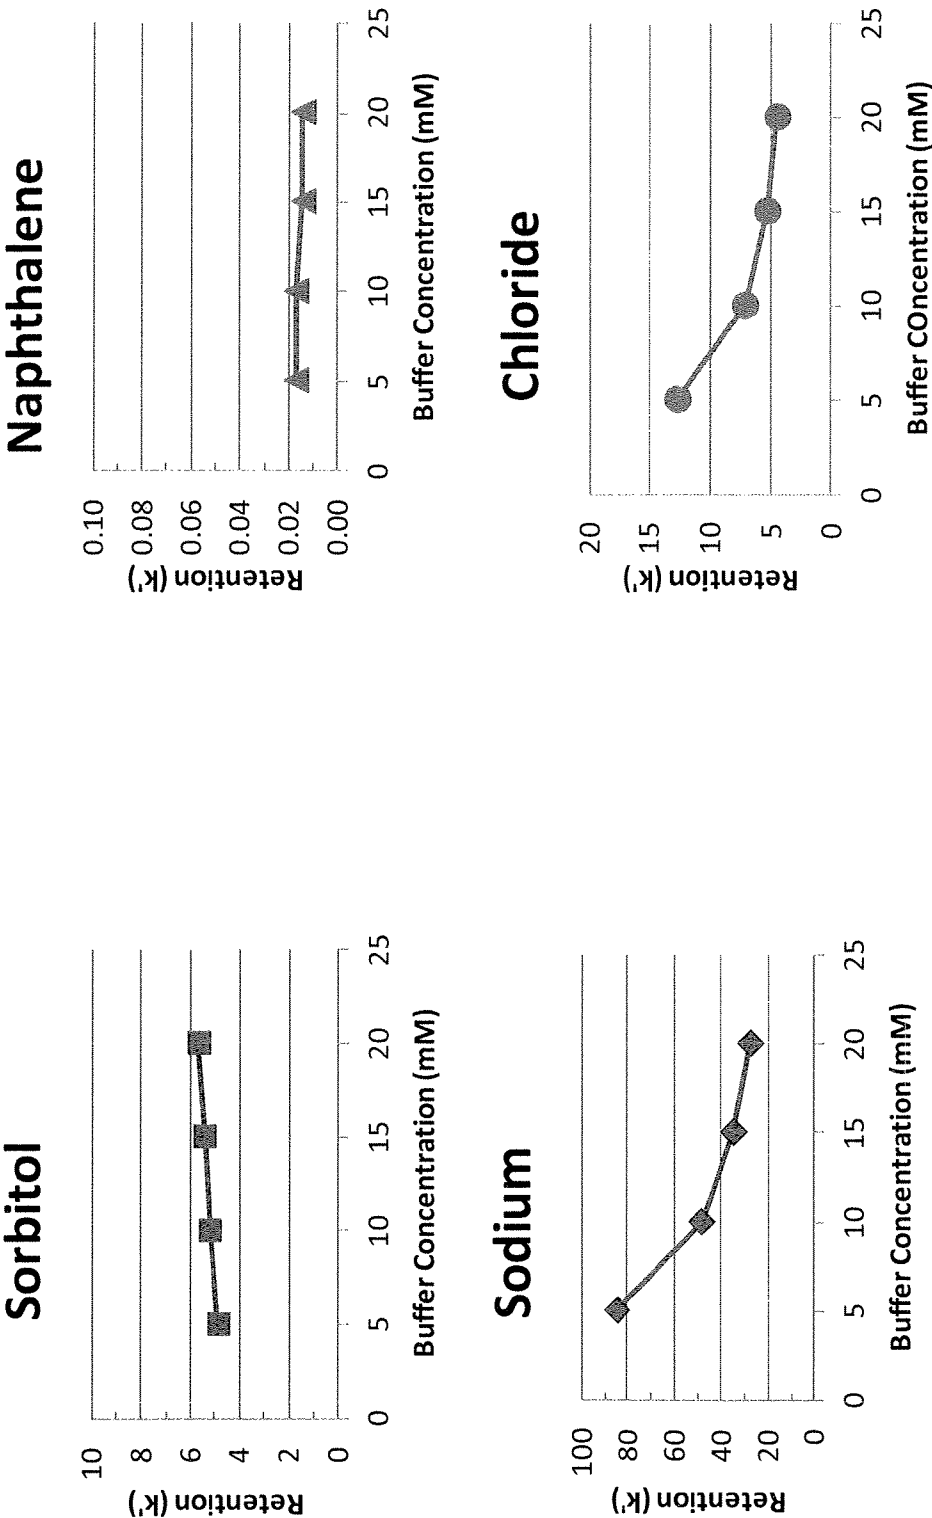 Sorbitol
Retention (k')
10
8
6
4
2
0
0 5 10 15 20 25
Buffer Concentration (mM)
Naphthalene
Retention (k')
0.10
0.08
0.06
0.04
0.02
0.00
0 5 10 15 20 25
Buffer Concentration (mM)
Sodium
Retention (k')
100
80
60
40
20
0
0 5 10 15 20 25
Buffer Concentration (mM)
Chloride
Retention (k')
20
15
10
5
0
0 5 10 15 20 25
Buffer COncentration (mM)